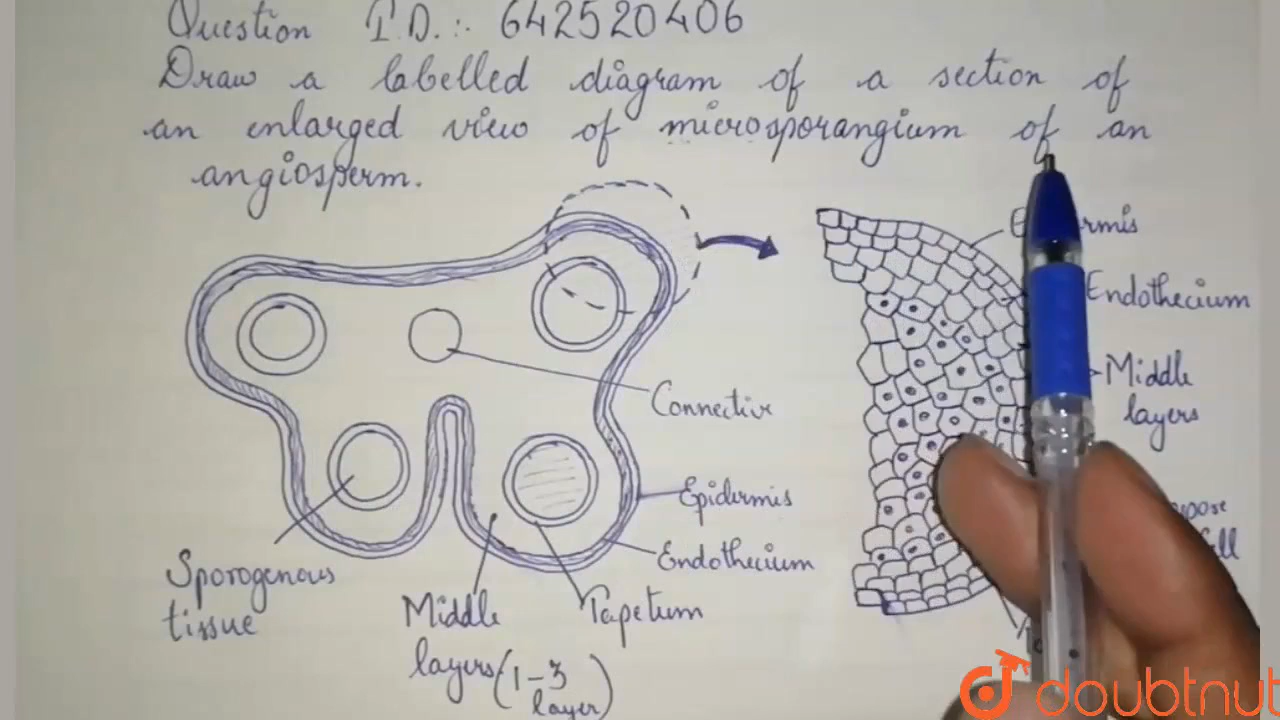 Question I.D.:. 642520406
Draw a labelled diagram of a section of
an enlarged view of microsporangium of an
angiosperm.
Connective
Epidermis
Endothecium
Tapetum
Middle
layers (1-3
layer)
Sporogenous
tissue
Endothecium
Middle
layers
doubtnut